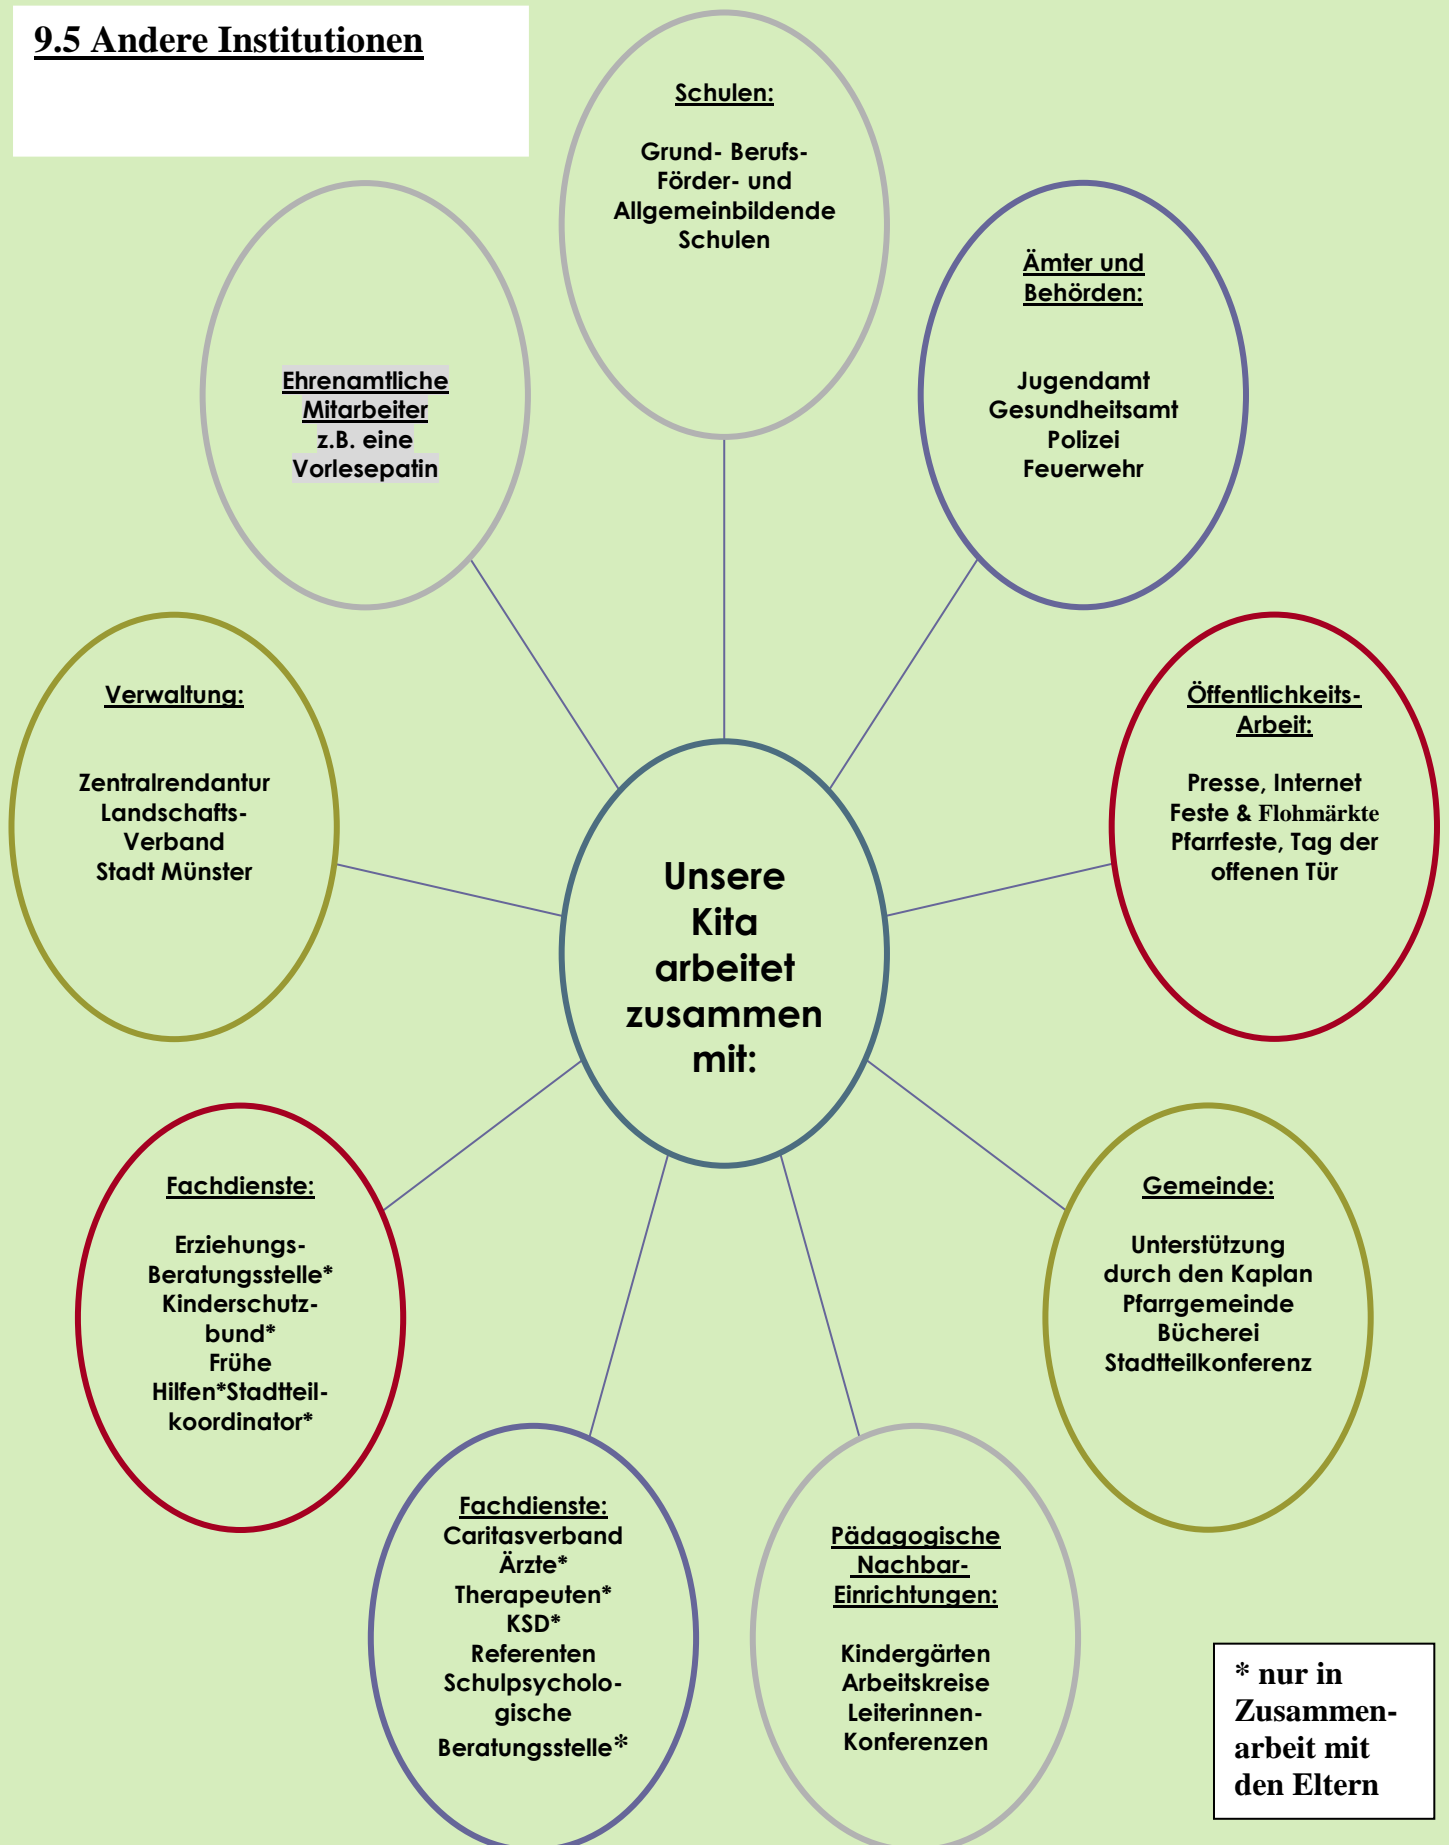 9.5 Andere Institutionen
Schulen:
Grund- Berufs-
Förder- und
Allgemeinbildende
Schulen
Ämter und
Behörden:
Jugendamt
Gesundheitsamt
Polizei
Feuerwehr
Ehrenamtliche
Mitarbeiter
z.B. eine
Vorlesepatin
Öffentlichkeits-
Arbeit:
Presse, Internet
Feste & Flohmärkte
Pfarrfeste, Tag der
offenen Tür
Verwaltung:
Zentralrendantur
Landschafts-
Verband
Stadt Münster
Unsere
Kita
arbeitet
zusammen
mit:
Gemeinde:
Unterstützung
durch den Kaplan
Pfarrgemeinde
Bücherei
Stadtteilkonferenz
Fachdienste:
Erziehungs-
Beratungsstelle*
Kinderschutz-
bund*
Frühe
Hilfen*Stadtteil-
koordinator*
Fachdienste:
Caritasverband
Ärzte*
Therapeuten*
KSD*
Referenten
Schulpsycholo-
gische
Beratungsstelle*
Pädagogische
Nachbar-
Einrichtungen:
Kindergärten
Arbeitskreise
Leiterinnen-
Konferenzen
* nur in
Zusammen-
arbeit mit
den Eltern